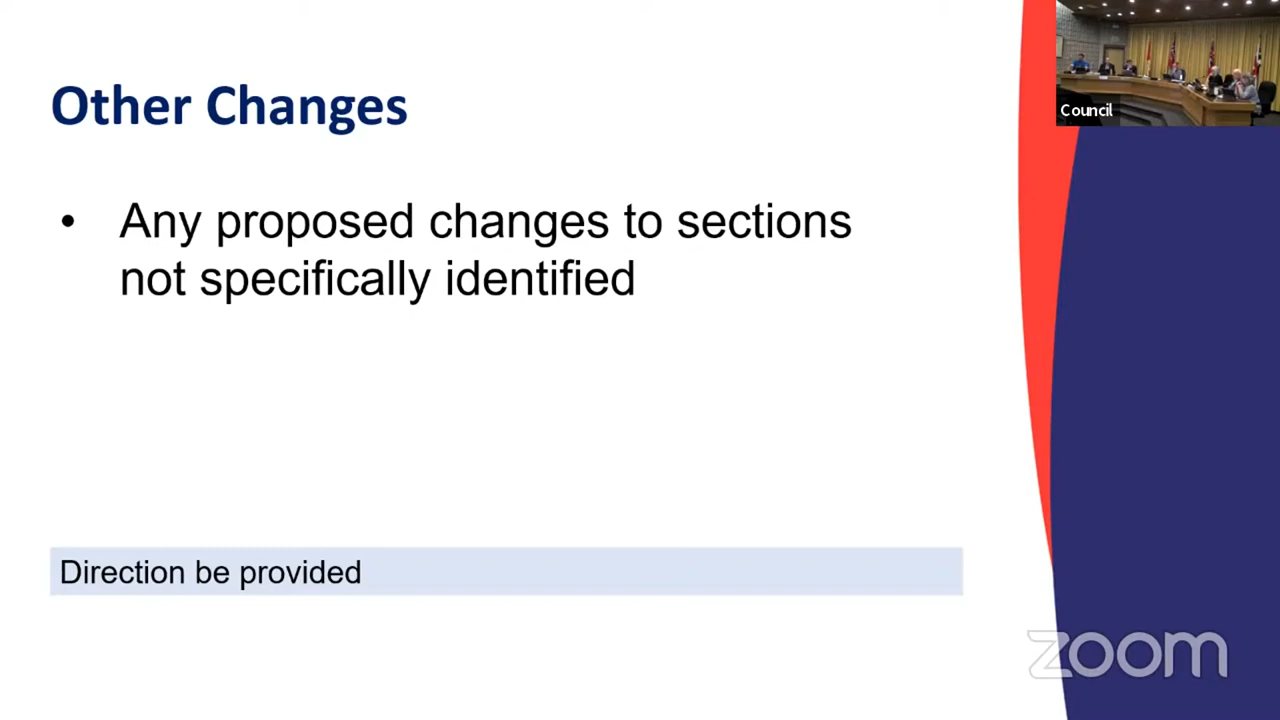 Other Changes
Council
• Any proposed changes to sections
not specifically identified
Direction be provided
zoom